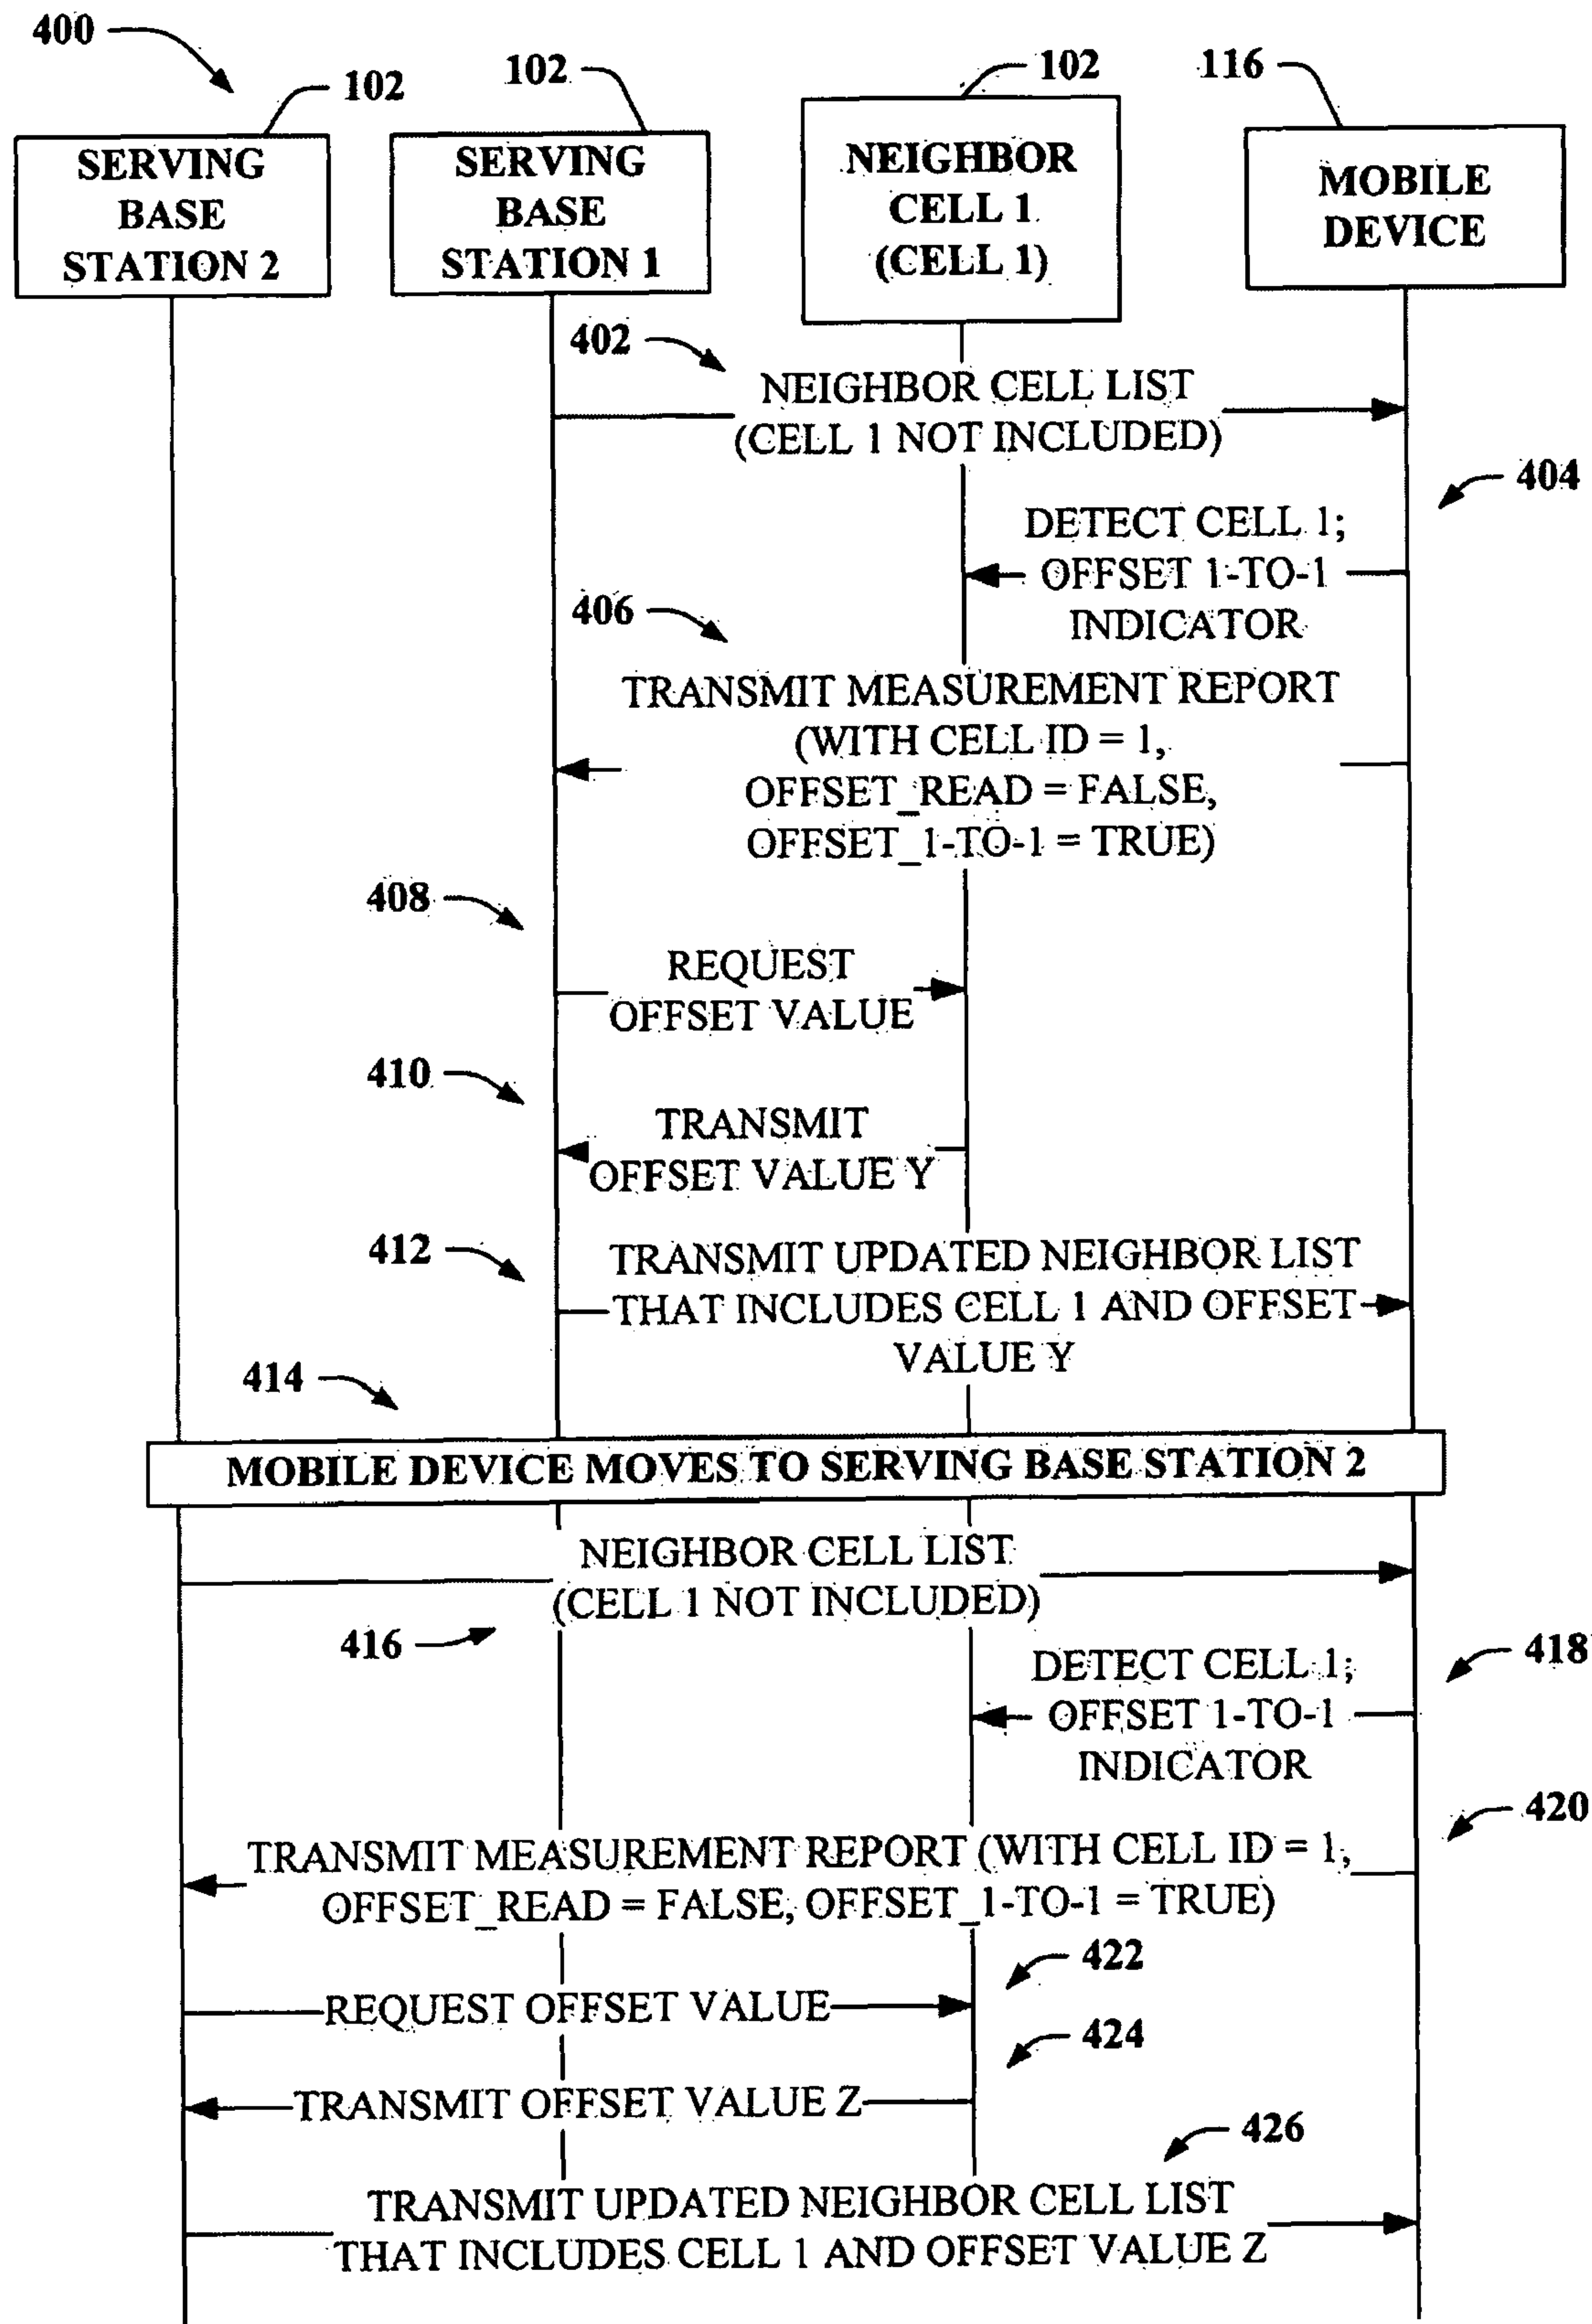 400
102
102
102
116
SERVING
BASE
STATION 2
SERVING
BASE
STATION 1
NEIGHBOR
CELL 1
(CELL 1)
MOBILE
DEVICE
402
NEIGHBOR CELL LIST
(CELL 1 NOT INCLUDED)
404
DETECT CELL 1;
OFFSET 1-TO-1
INDICATOR
406
TRANSMIT MEASUREMENT REPORT
(WITH CELL ID = 1,
OFFSET_READ = FALSE,
OFFSET_1-TO-1 = TRUE)
408
REQUEST
OFFSET VALUE
410
TRANSMIT
OFFSET VALUE Y
412
TRANSMIT UPDATED NEIGHBOR LIST
THAT INCLUDES CELL 1 AND OFFSET
VALUE Y
414
MOBILE DEVICE MOVES TO SERVING BASE STATION 2
NEIGHBOR CELL LIST
(CELL 1 NOT INCLUDED)
416
418
DETECT CELL 1;
OFFSET 1-TO-1
INDICATOR
420
TRANSMIT MEASUREMENT REPORT (WITH CELL ID = 1,
OFFSET_READ = FALSE, OFFSET_1-TO-1 = TRUE)
422
REQUEST OFFSET VALUE
424
TRANSMIT OFFSET VALUE Z
426
TRANSMIT UPDATED NEIGHBOR CELL LIST
THAT INCLUDES CELL 1 AND OFFSET VALUE Z